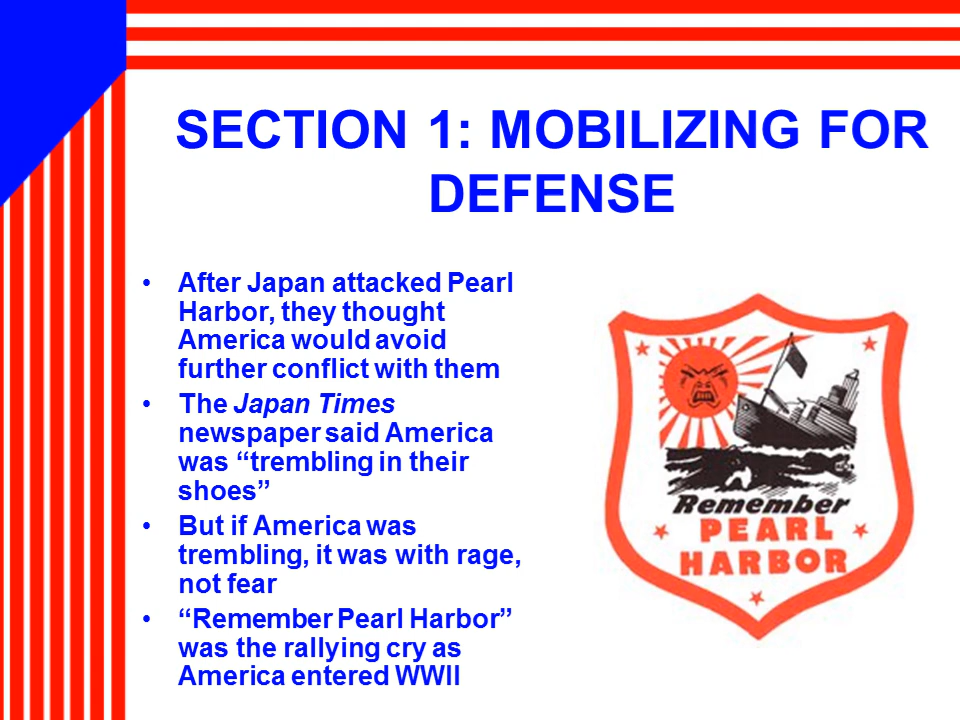 SECTION 1: MOBILIZING FOR
DEFENSE
• After Japan attacked Pearl
Harbor, they thought
America would avoid
further conflict with them
• The Japan Times
newspaper said America
was “trembling in their
shoes”
• But if America was
trembling, it was with rage,
not fear
• “Remember Pearl Harbor”
was the rallying cry as
America entered WWII
Remember
PEARL
HARBOR